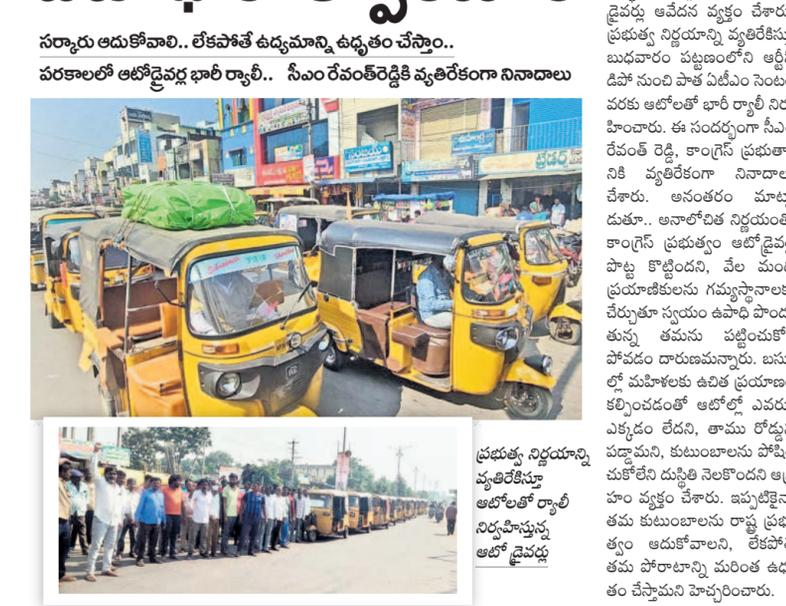 సర్కారు ఆదుకోవాలి.. లేకపోతే ఉద్యమాన్ని ఉధృతం చేస్తాం..
పరకాలలో ఆటోడ్రైవర్ల భారీ ర్యాలీ.. సీఎం రేవంత్‌రెడ్డికి వ్యతిరేకంగా నినాదాలు
ప్రభుత్వ నిర్ణయాన్ని
వ్యతిరేకిస్తూ
ఆటోలతో ర్యాలీ
నిర్వహిస్తున్న
ఆటో డ్రైవర్లు
డ్రైవర్లు ఆవేదన వ్యక్తం చేశారు
ప్రభుత్వ నిర్ణయాన్ని వ్యతిరేకిస్తు
బుధవారం పట్టణంలోని ఆర్టీ
డిపో నుంచి పాత ఏటీఎం సెంట
వరకు ఆటోలతో భారీ ర్యాలీ నిర
హించారు. ఈ సందర్భంగా సీఎ
రేవంత్ రెడ్డి, కాంగ్రెస్ ప్రభుత్వా
నికి వ్యతిరేకంగా నినాదాల
చేశారు. అనంతరం మాట్ల
డుతూ.. అనాలోచిత నిర్ణయంతో
కాంగ్రెస్ ప్రభుత్వం ఆటోడ్రైవర్ల
పొట్ట కొట్టిందని, వేల మంది
ప్రయాణికులను గమ్యస్థానాలక
చేర్చుతూ స్వయం ఉపాధి పొంద
తున్న తమను పట్టించుకో
పోవడం దారుణమన్నారు. బసు
ల్లో మహిళలకు ఉచిత ప్రయాణ
కల్పించడంతో ఆటోల్లో ఎవరు
ఎక్కడం లేదని, తాము రోడ్డున
పడ్డామని, కుటుంబాలను పోషి
చుకోలేని దుస్థితి నెలకొందని ఆగ్ర
హం వ్యక్తం చేశారు. ఇప్పటికైనా
తమ కుటుంబాలను రాష్ట్ర ప్రభు
త్వం ఆదుకోవాలని, లేకపోతే
తమ పోరాటాన్ని మరింత ఉధృ
తం చేస్తామని హెచ్చరించారు.